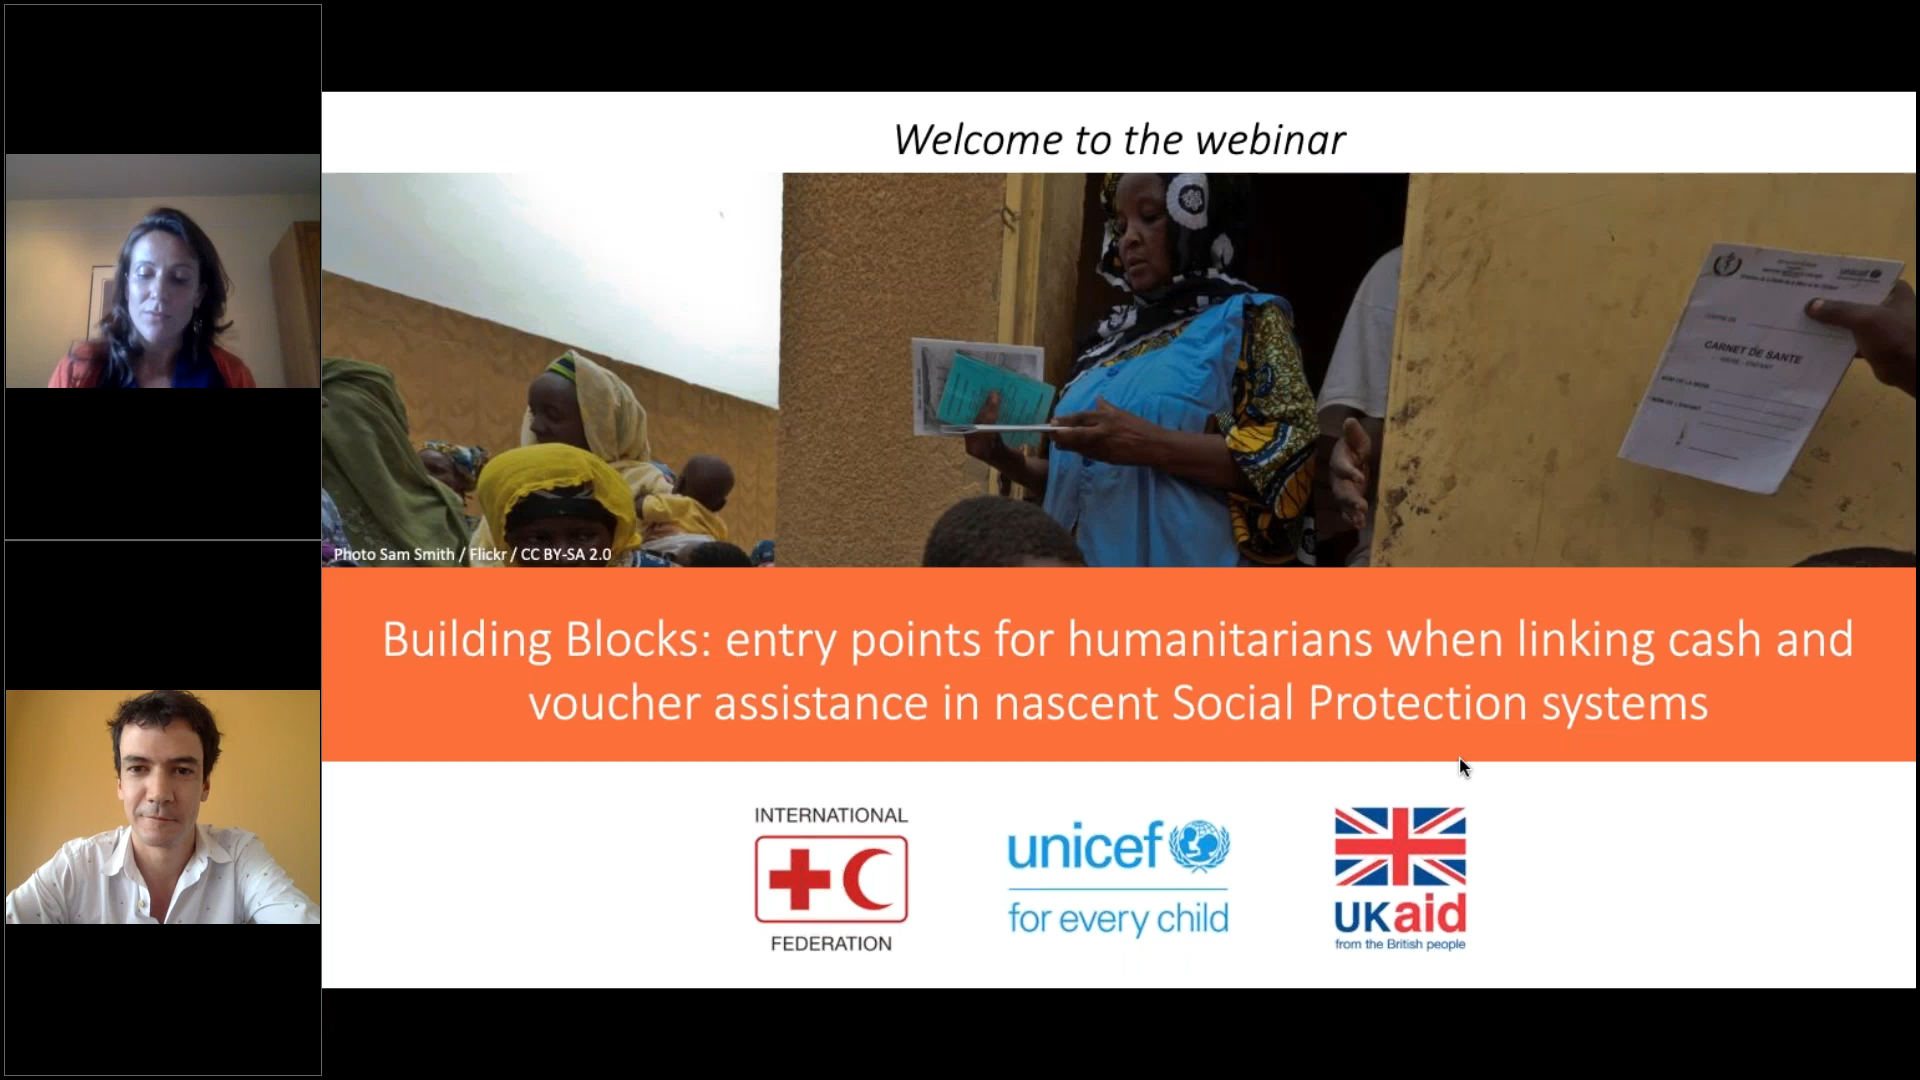 Welcome to the webinar
unicef
CARNET DE SANTE
Photo Sam Smith / Flickr / CC BY-SA 2.0
Building Blocks: entry points for humanitarians when linking cash and
voucher assistance in nascent Social Protection systems
INTERNATIONAL
FEDERATION
unicef
for every child
UKaid
from the British people